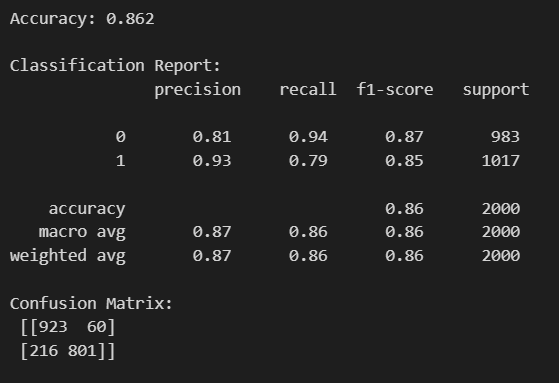 Accuracy: 0.862
Classification Report:
precision recall f1-score support
0 0.81 0.94 0.87 983
1 0.93 0.79 0.85 1017
accuracy 0.86 2000
macro avg 0.87 0.86 0.86 2000
weighted avg 0.87 0.86 0.86 2000
Confusion Matrix:
[[923 60]
[216 801]]